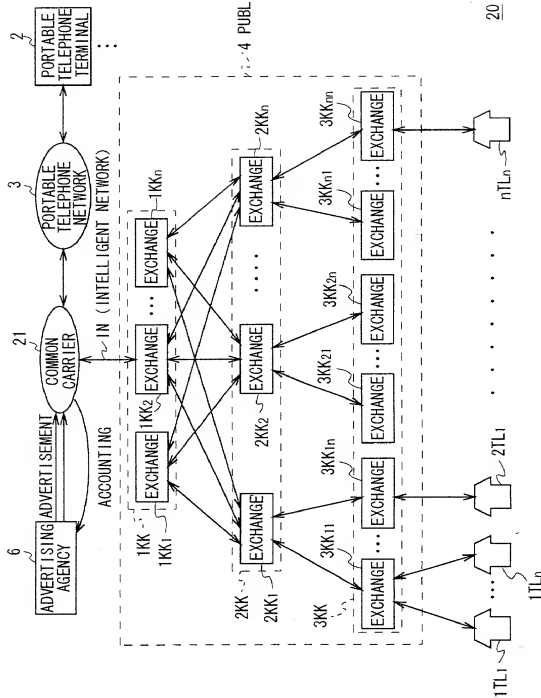 20
2
PORTABLE
TELEPHONE
TERMINAL
3
PORTABLE
TELEPHONE
NETWORK
21
COMMON
CARRIER
6
ADVERTISING
AGENCY
ADVERTISEMENT
ACCOUNTING
IN (INTELLIGENT NETWORK)
4 PUBL
1KK
EXCHANGE
1KK1
EXCHANGE
1KK2
EXCHANGE
1KKn
2KK
EXCHANGE
2KK1
EXCHANGE
2KK2
EXCHANGE
2KKn
3KK
EXCHANGE
3KK11
EXCHANGE
3KK1n
EXCHANGE
3KK21
EXCHANGE
3KK2n
EXCHANGE
3KKn1
EXCHANGE
3KKnn
1TL1
1TLn
2TL1
nTLn